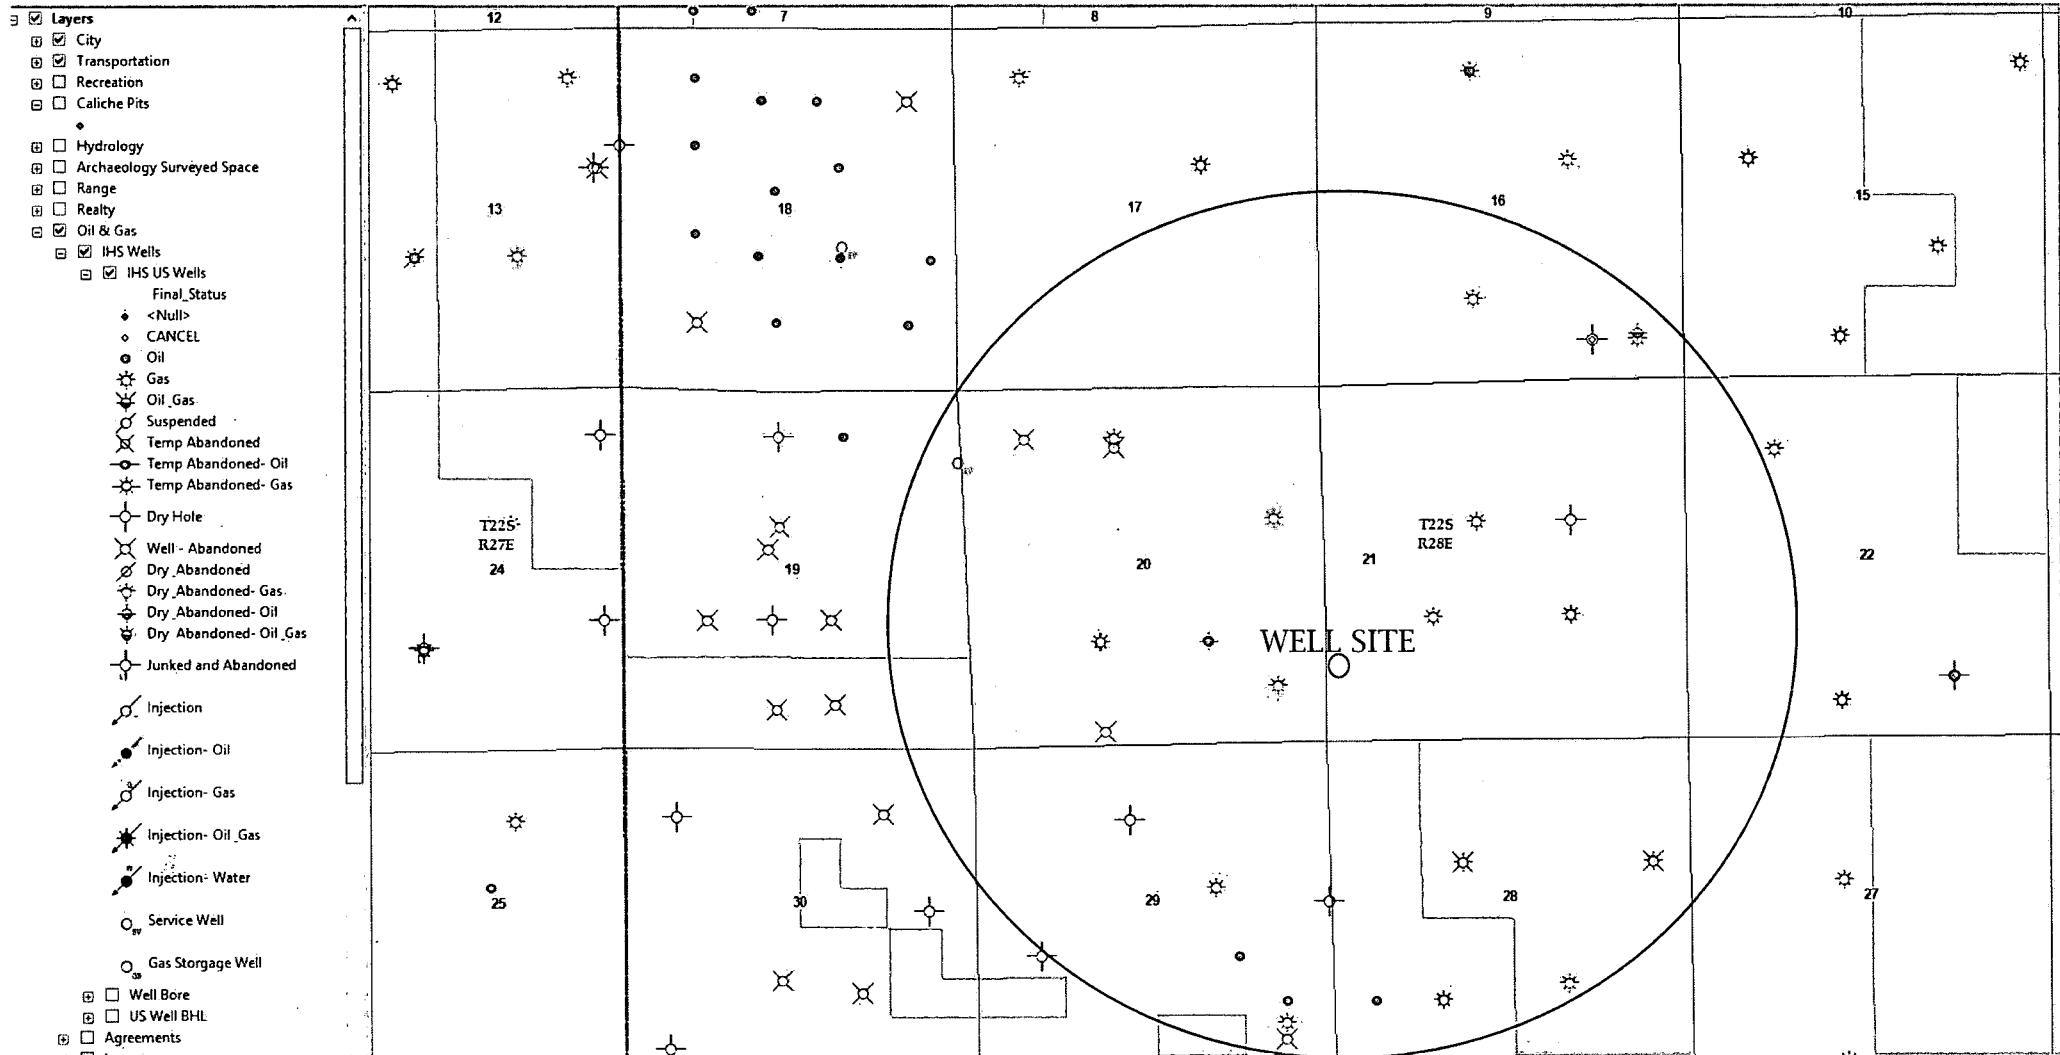 Layers
City
Transportation
Recreation
Caliche Pits
Hydrology
Archaeology Surveyed Space
Range
Realty
Oil & Gas
IHS Wells
IHS US Wells
Final_Status
<Null>
CANCEL
Oil
Gas
Oil_Gas
Suspended
Temp Abandoned
Temp Abandoned- Oil
Temp Abandoned- Gas
Dry Hole
Well - Abandoned
Dry_Abandoned
Dry_Abandoned- Gas
Dry_Abandoned- Oil
Dry Abandoned- Oil_Gas
Junked and Abandoned
Injection
Injection- Oil
Injection- Gas
Injection- Oil_Gas
Injection- Water
Service Well
Gas Storgage Well
Well Bore
US Well BHL
Agreements
12 7 8 9 10
13 18 17 16 15
T22S
R27E
24 19 20 21
T22S
R28E
22
WELL SITE
25 30 29 28 27